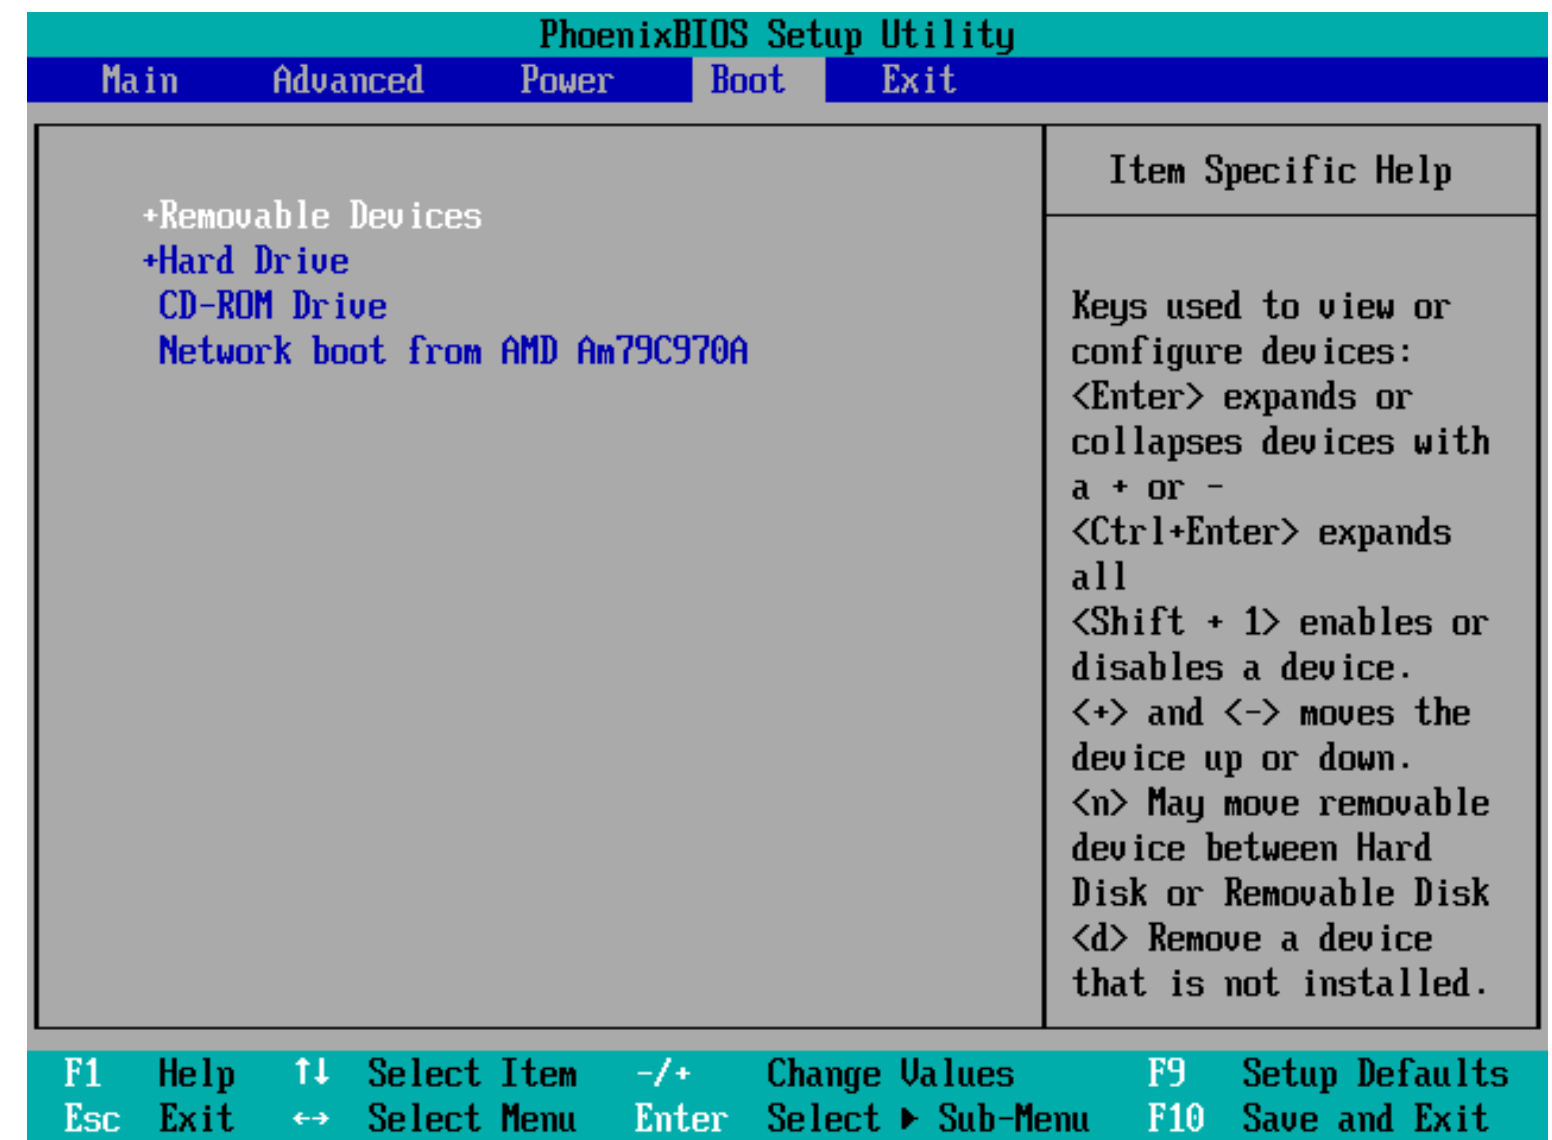 PhoenixBIOS Setup Utility
Main Advanced Power Boot Exit
+Removable Devices
+Hard Drive
CD-ROM Drive
Network boot from AMD Am79C970A
Item Specific Help
Keys used to view or
configure devices:
<Enter> expands or
collapses devices with
a + or -
<Ctrl+Enter> expands
all
<Shift + 1> enables or
disables a device.
<+> and <-> moves the
device up or down.
<n> May move removable
device between Hard
Disk or Removable Disk
<d> Remove a device
that is not installed.
F1 Help ↑↓ Select Item -/+ Change Values F9 Setup Defaults
Esc Exit ↔ Select Menu Enter Select ▶ Sub-Menu F10 Save and Exit